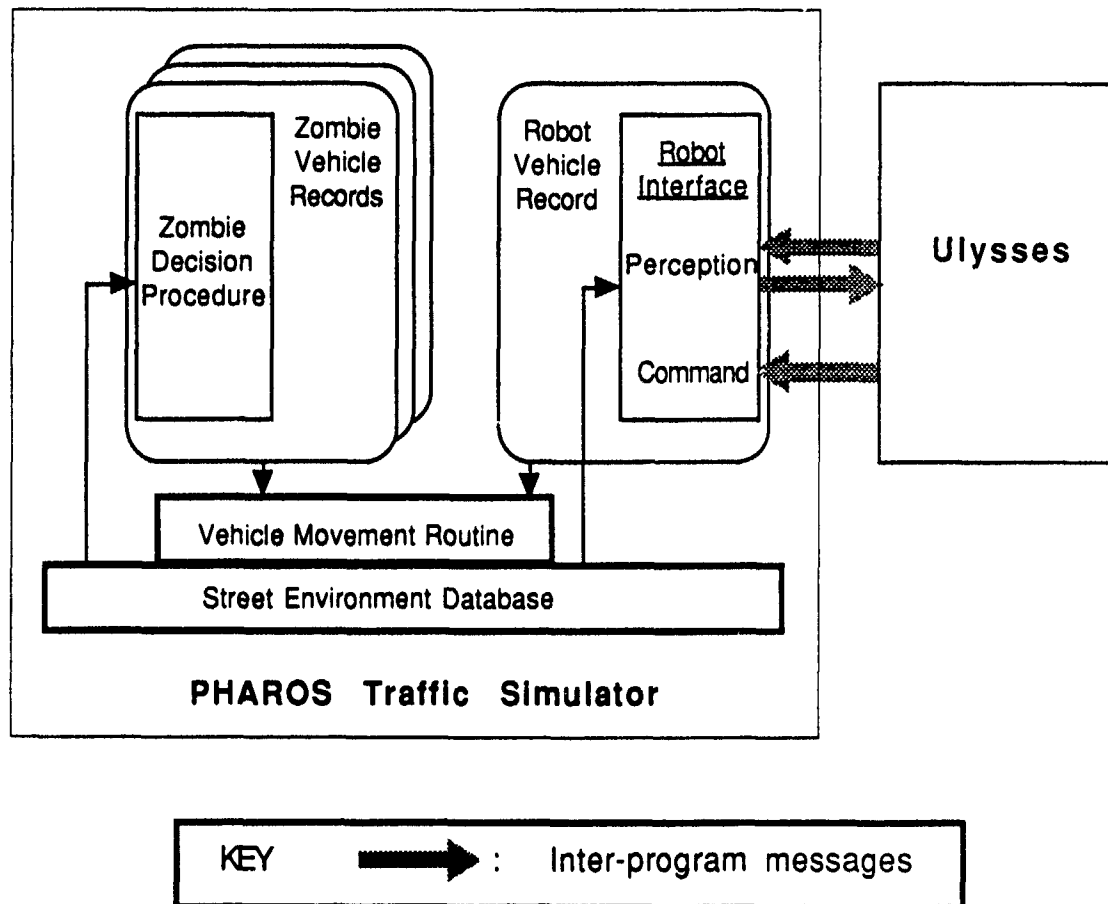 Zombie
Vehicle
Records
Zombie
Decision
Procedure
Robot
Vehicle
Record
Robot
Interface
Perception
Command
Ulysses
Vehicle Movement Routine
Street Environment Database
PHAROS Traffic Simulator
KEY : Inter-program messages